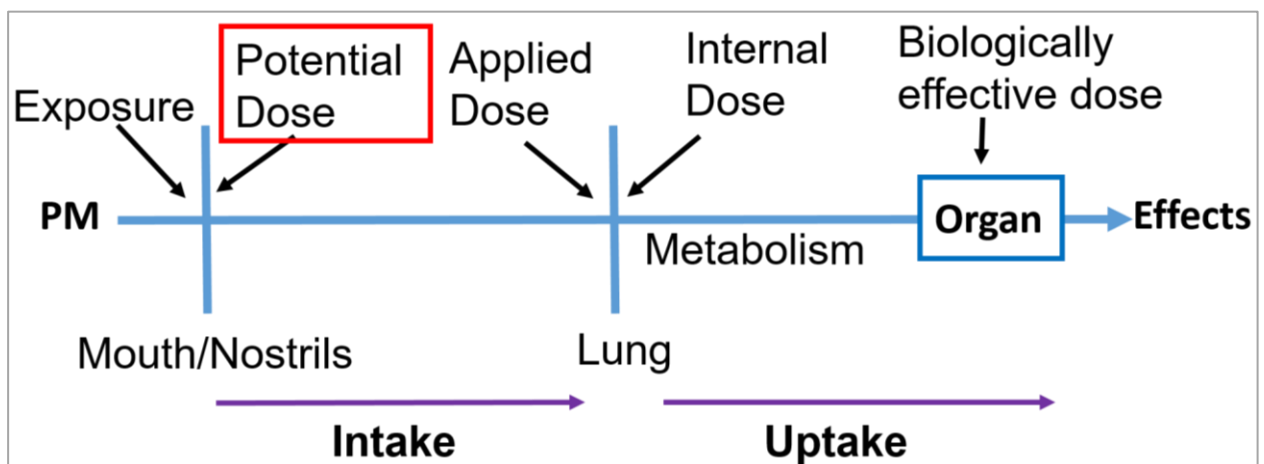 Exposure
Potential
Dose
Applied
Dose
Internal
Dose
Biologically
effective dose
PM
Organ
Effects
Metabolism
Mouth/Nostrils
Lung
Intake
Uptake